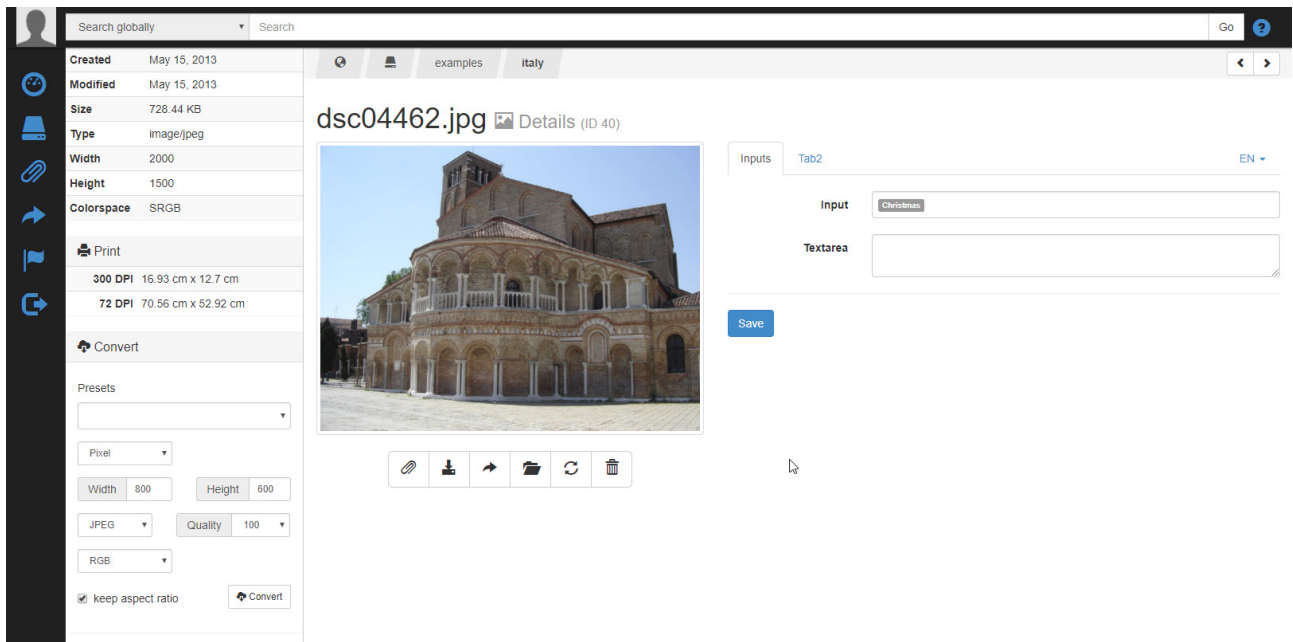 Search globally Search Go ?
Created May 15, 2013
Modified May 15, 2013
Size 728.44 KB
Type image/jpeg
Width 2000
Height 1500
Colorspace SRGB
Print
300 DPI 16.93 cm x 12.7 cm
72 DPI 70.56 cm x 52.92 cm
Convert
Presets
Pixel
Width 800 Height 600
JPEG Quality 100
RGB
keep aspect ratio Convert
examples italy
dsc04462.jpg Details (ID 40)
Inputs Tab2 EN
Input Christmas
Textarea
Save